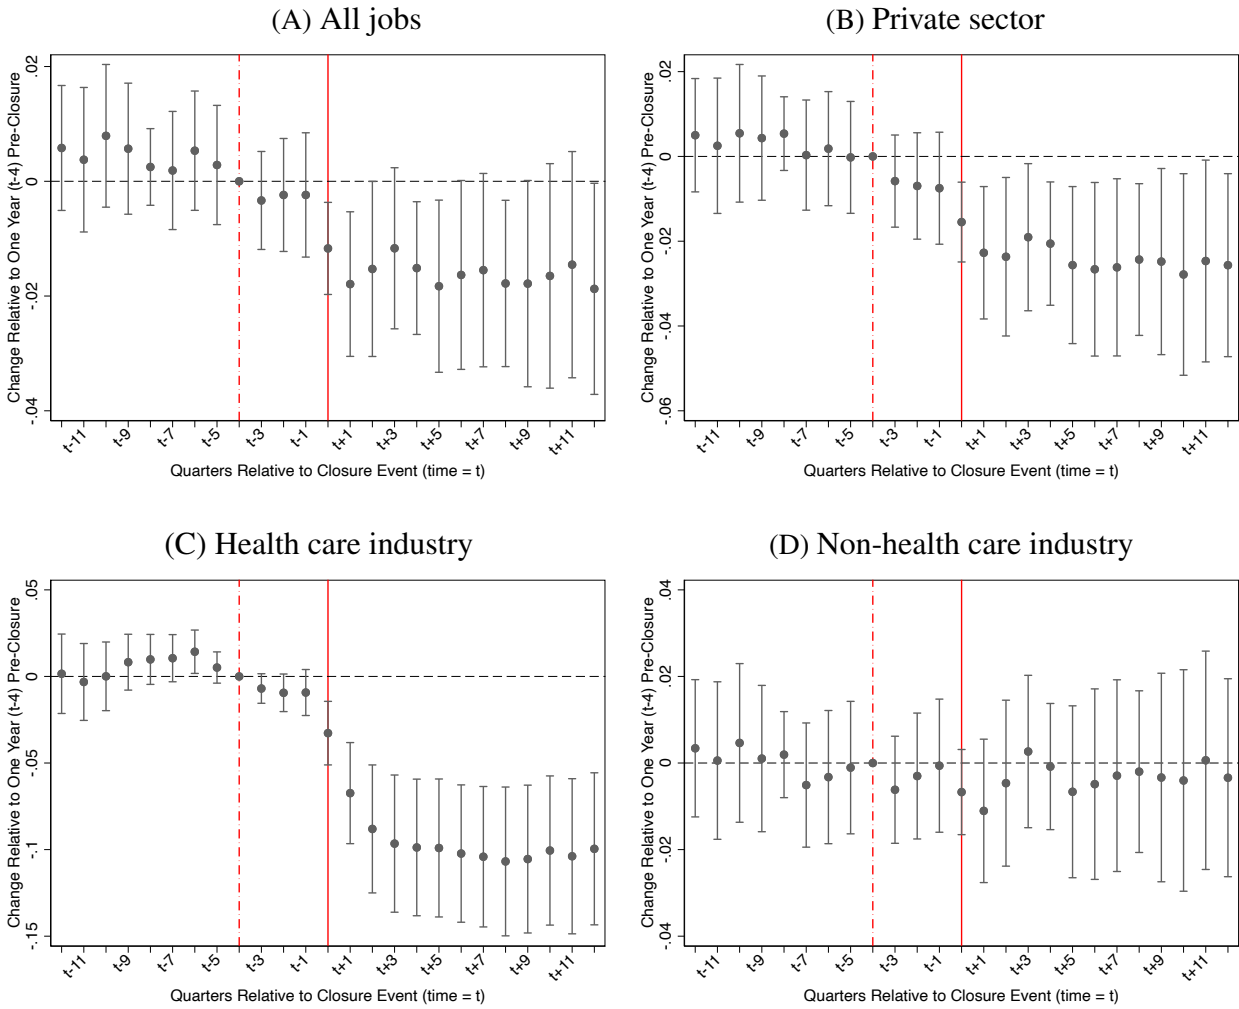 (A) All jobs
Change Relative to One Year (t-4) Pre-Closure
.02
0
-.02
-.04
t-11
t-9
t-7
t-5
t-3
t-1
t+1
t+3
t+5
t+7
t+9
t+11
Quarters Relative to Closure Event (time = t)
(B) Private sector
Change Relative to One Year (t-4) Pre-Closure
.02
0
-.02
-.04
-.06
t-11
t-9
t-7
t-5
t-3
t-1
t+1
t+3
t+5
t+7
t+9
t+11
Quarters Relative to Closure Event (time = t)
(C) Health care industry
Change Relative to One Year (t-4) Pre-Closure
.05
0
-.05
-.1
-.15
t-11
t-9
t-7
t-5
t-3
t-1
t+1
t+3
t+5
t+7
t+9
t+11
Quarters Relative to Closure Event (time = t)
(D) Non-health care industry
Change Relative to One Year (t-4) Pre-Closure
.04
.02
0
-.02
-.04
t-11
t-9
t-7
t-5
t-3
t-1
t+1
t+3
t+5
t+7
t+9
t+11
Quarters Relative to Closure Event (time = t)